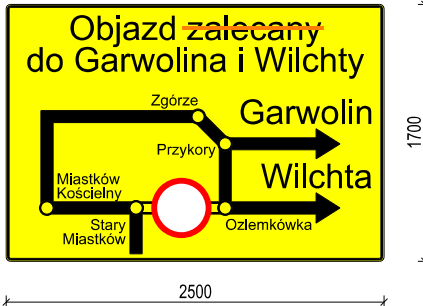 Objazd zalecany
do Garwolina i Wilchty
Zgórze
Garwolin
Przykory
Wilchta
Miastków
Kościelny
Stary
Miastków
Ozlemkówka
1700
2500